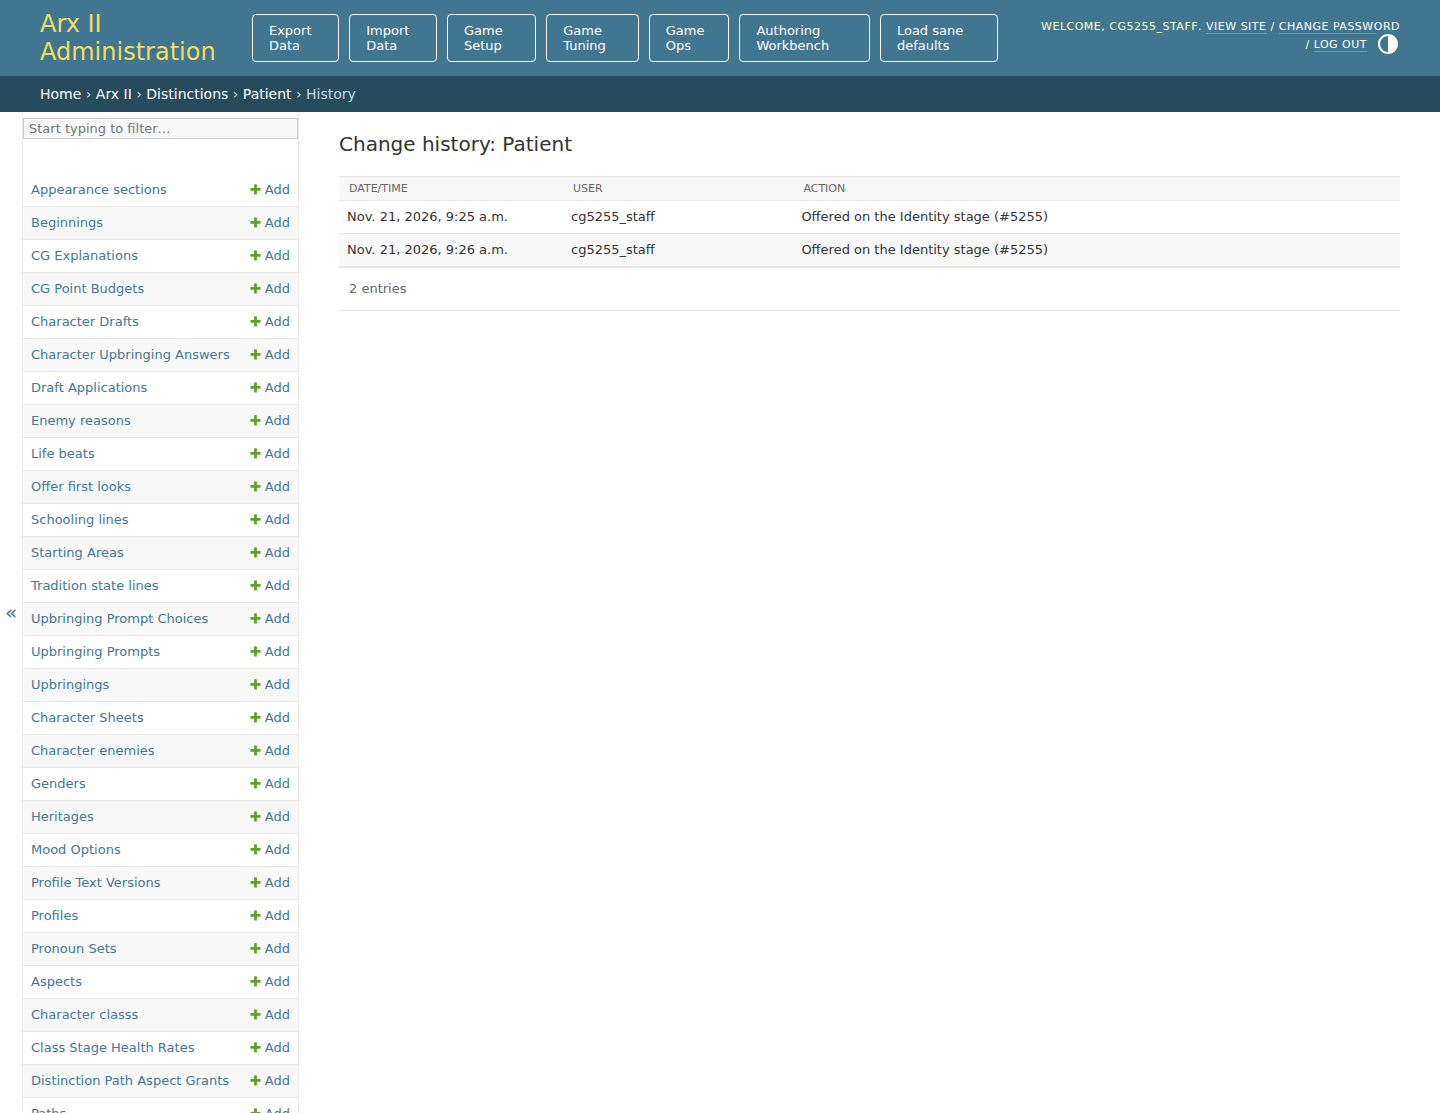 Arx II
Administration
Export
Data
Import
Data
Game
Setup
Game
Tuning
Game
Ops
Authoring
Workbench
Load sane
defaults
WELCOME, CG5255_STAFF. VIEW SITE / CHANGE PASSWORD
/ LOG OUT
Home › Arx II › Distinctions › Patient › History
Start typing to filter…
Appearance sections Add
Beginnings Add
CG Explanations Add
CG Point Budgets Add
Character Drafts Add
Character Upbringing Answers Add
Draft Applications Add
Enemy reasons Add
Life beats Add
Offer first looks Add
Schooling lines Add
Starting Areas Add
Tradition state lines Add
Upbringing Prompt Choices Add
Upbringing Prompts Add
Upbringings Add
Character Sheets Add
Character enemies Add
Genders Add
Heritages Add
Mood Options Add
Profile Text Versions Add
Profiles Add
Pronoun Sets Add
Aspects Add
Character classs Add
Class Stage Health Rates Add
Distinction Path Aspect Grants Add
Paths Add
«
Change history: Patient
DATE/TIME USER ACTION
Nov. 21, 2026, 9:25 a.m. cg5255_staff Offered on the Identity stage (#5255)
Nov. 21, 2026, 9:26 a.m. cg5255_staff Offered on the Identity stage (#5255)
2 entries